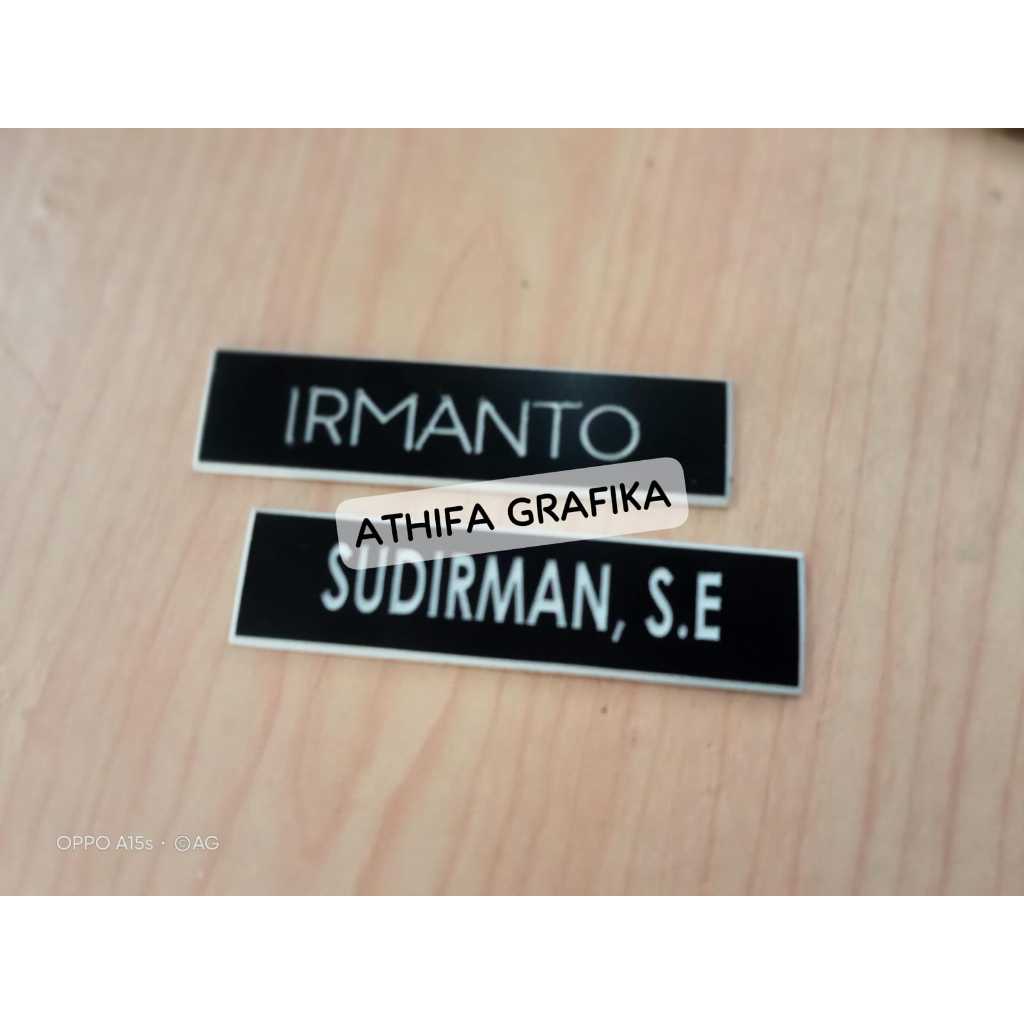 IRMANTO
ATHIFA GRAFIKA
SUDIRMAN, S.E
OPPO A15s · ©AG